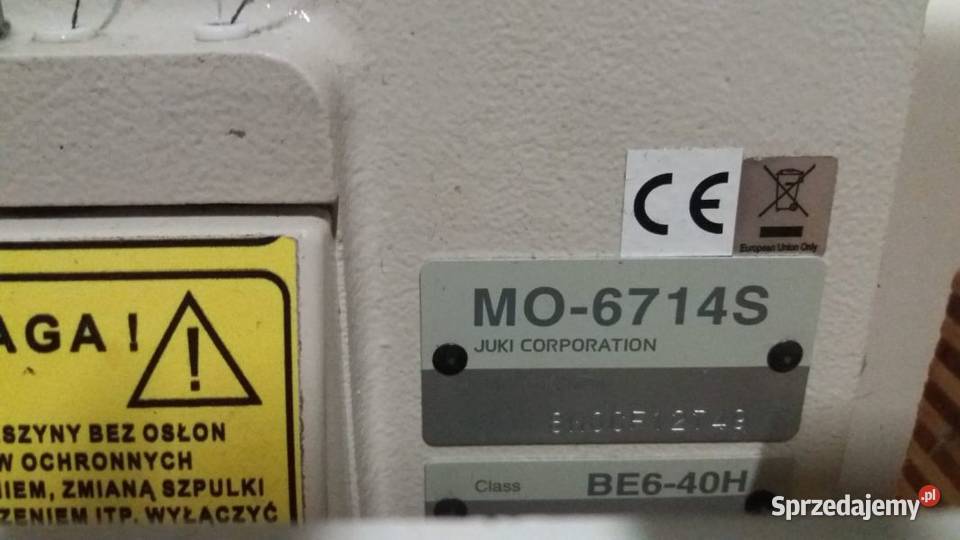 CE
European Union Only
MO-6714S
JUKI CORPORATION
AGA !
SZYNY BEZ OSŁON
W OCHRONNYCH
NIEM, ZMIANĄ SZPULKI
ZENIEM ITP. WYŁĄCZYĆ
Class BE6-40H
Sprzedajemy.pl